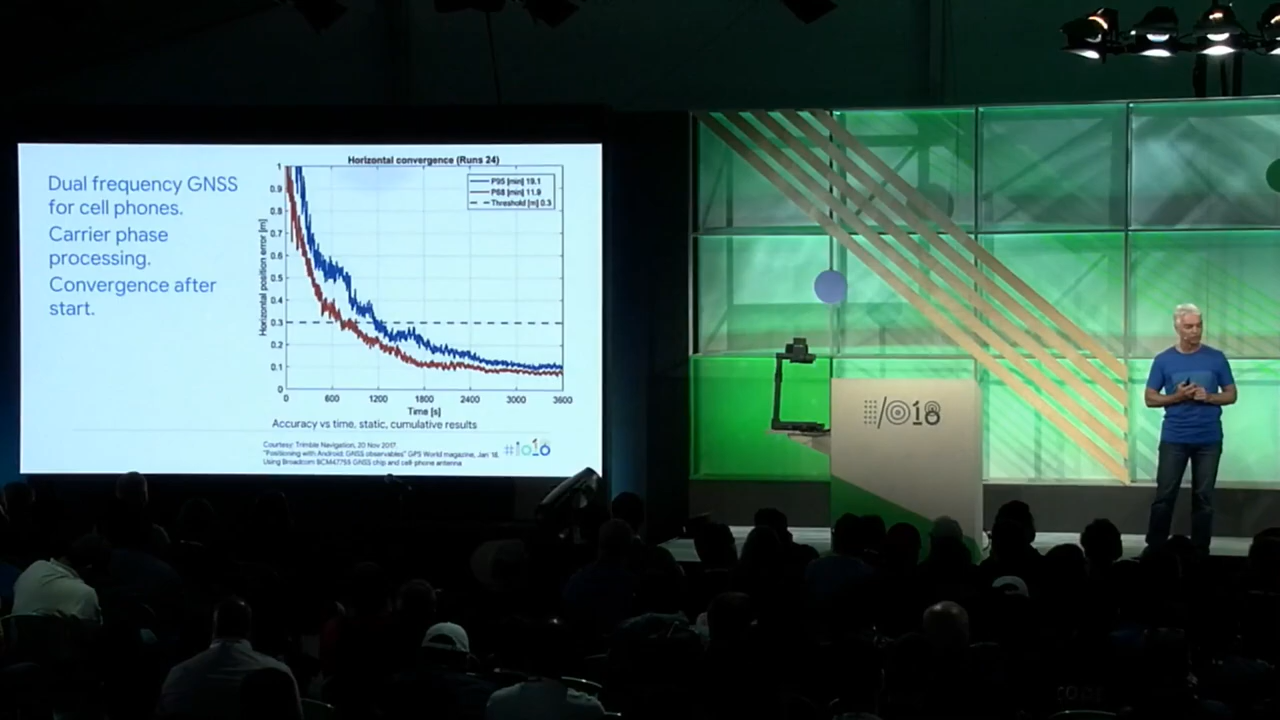 Dual frequency GNSS
for cell phones.
Carrier phase
processing.
Convergence after
start.
Horizontal convergence (Runs 24)
P95 [min] 19.1
P68 [min] 11.9
Threshold [m] 0.3
Horizontal position error [m]
1
0.9
0.8
0.7
0.6
0.5
0.4
0.3
0.2
0.1
0
0 600 1200 1800 2400 3000 3600
Time [s]
Accuracy vs time, static, cumulative results
Courtesy: Trimble Navigation, 20 Nov 2017.
"Positioning with Android: GNSS observables" GPS World magazine, Jan 18.
Using Broadcom BCM47755 GNSS chip and cell-phone antenna
#io18
I/O18